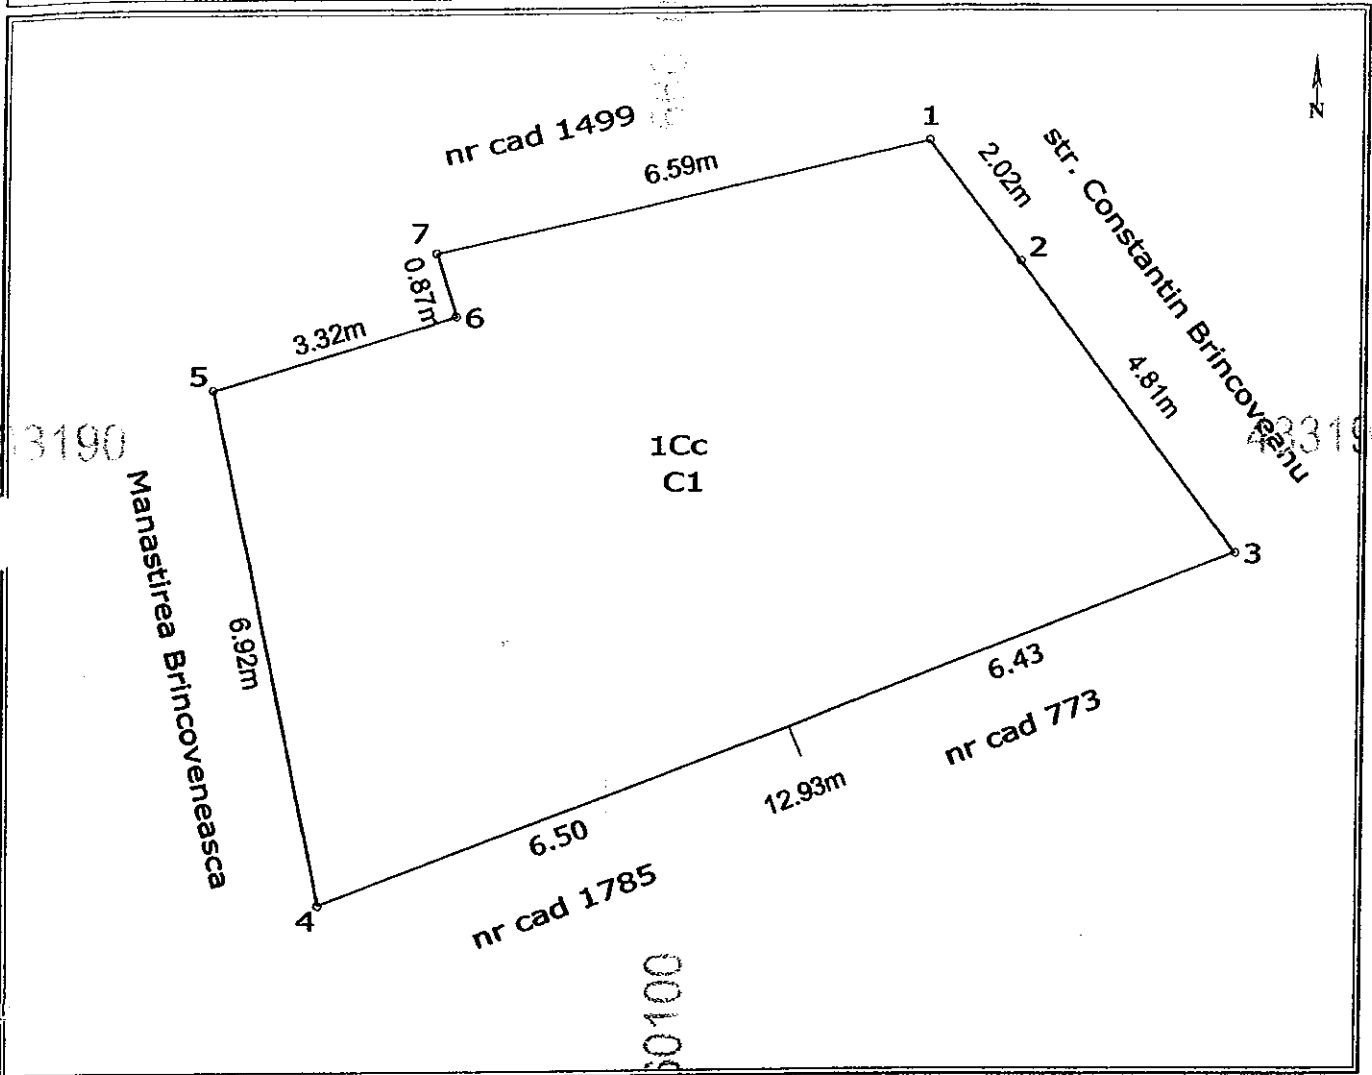 1
nr cad 1499
6.59m
2.02m
str. Constantin Brincoveanu
N
7
2
0.87m
6
3.32m
4.81m
5
3190
1Cc
C1
Manastirea Brincoveneasca
3
6.92m
6.43
nr cad 773
12.93m
6.50
nr cad 1785
4